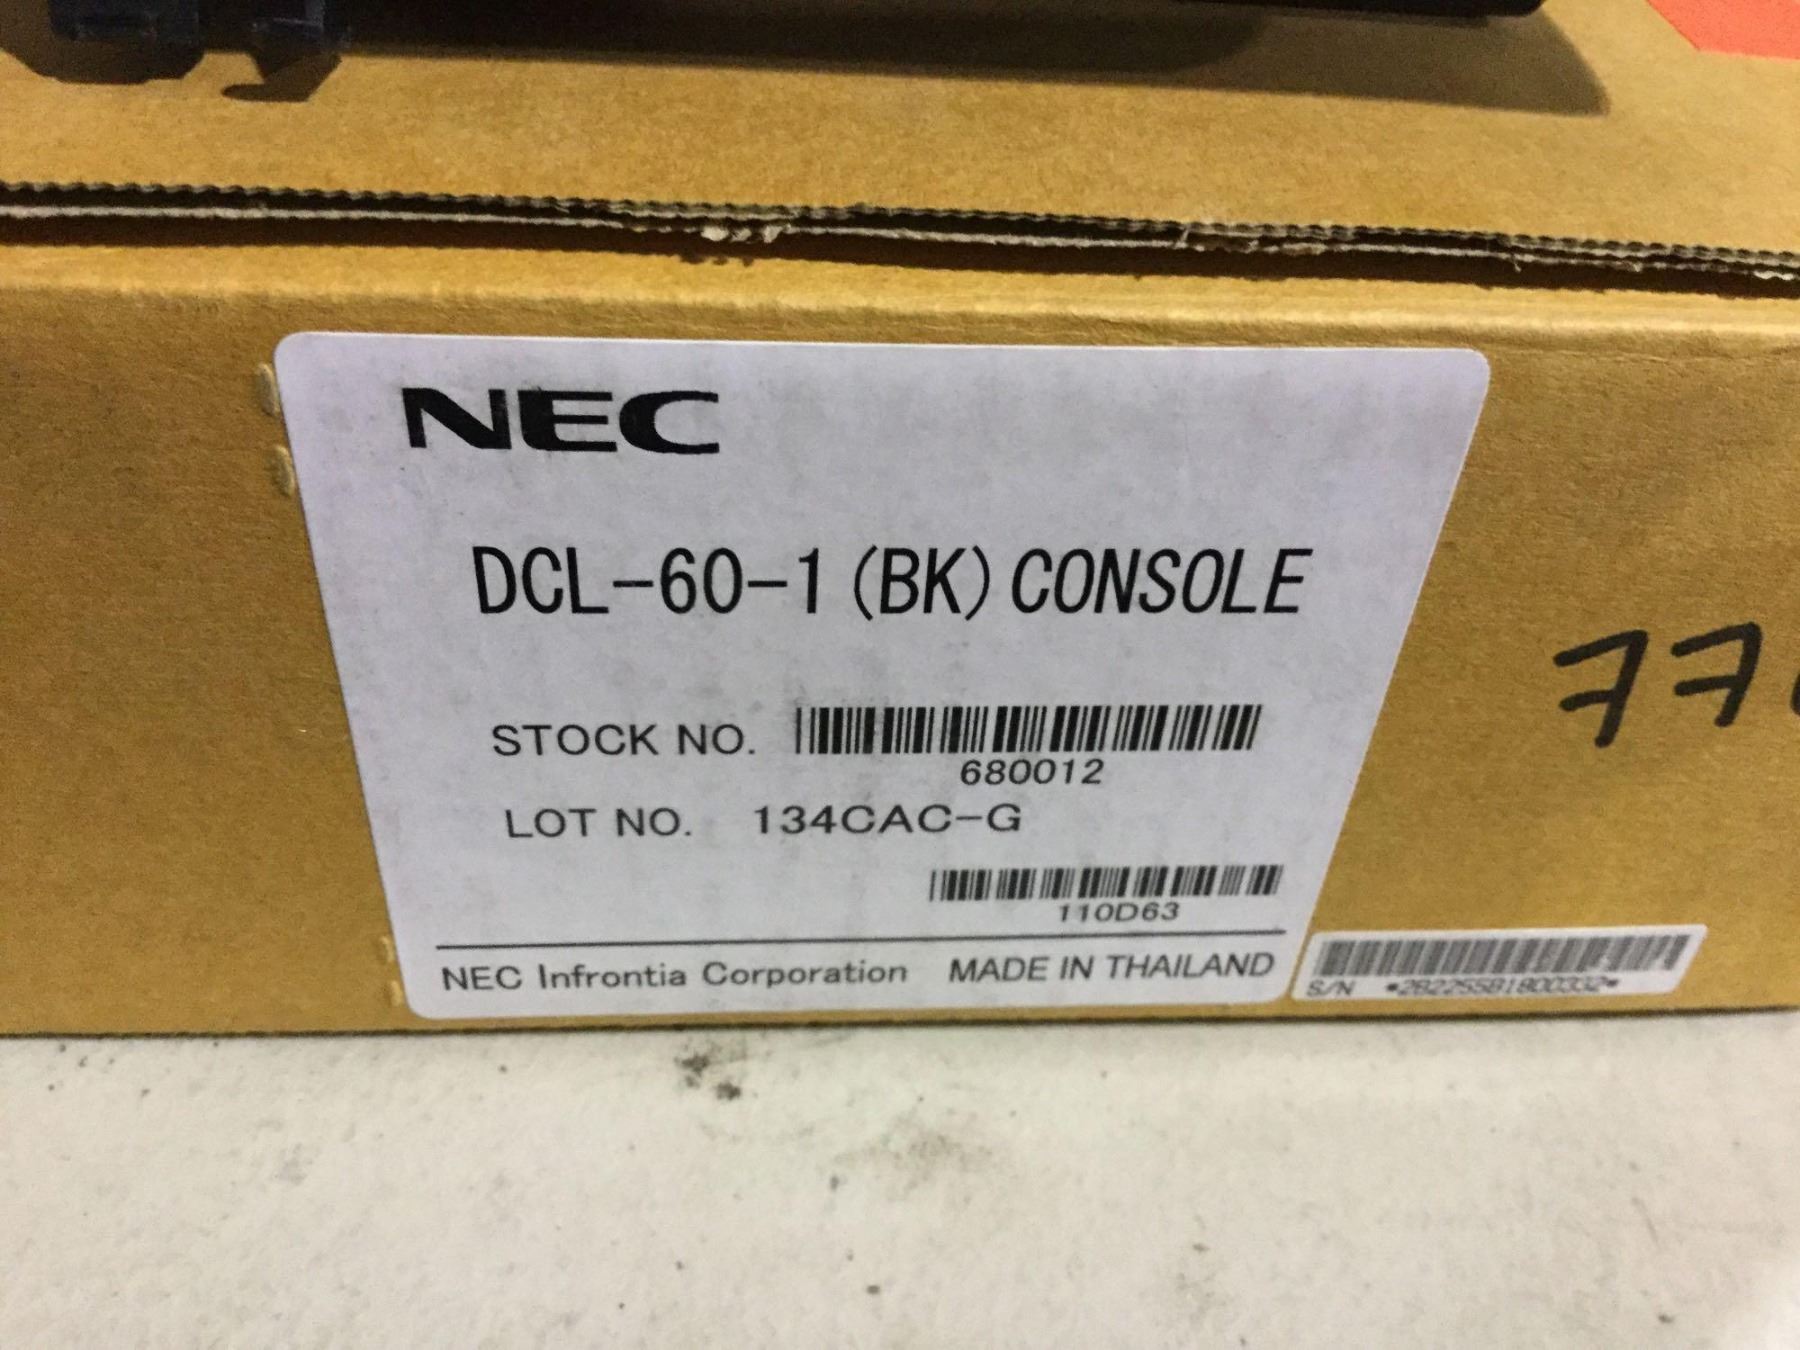 NEC
DCL-60-1 (BK) CONSOLE
STOCK NO.
680012
LOT NO. 134CAC-G
110D63
NEC Infrontia Corporation MADE IN THAILAND
S/N
77